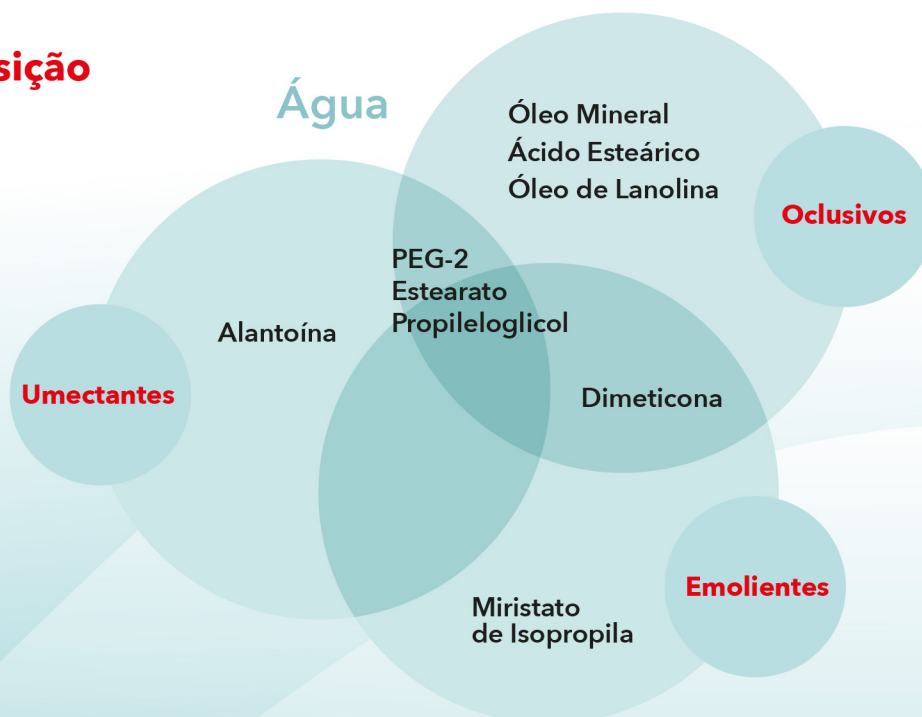 sição
Água
Óleo Mineral
Ácido Esteárico
Óleo de Lanolina
Oclusivos
PEG-2
Estearato
Propileloglicol
Alantoína
Umectantes
Dimeticona
Emolientes
Miristato
de Isopropila